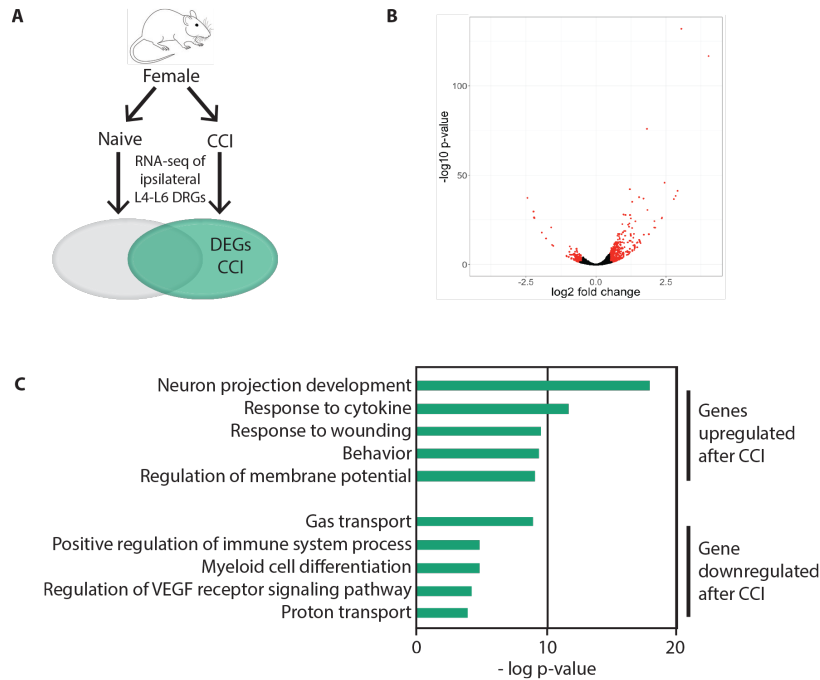 A
Female
Naive
CCI
RNA-seq of
ipsilateral
L4-L6 DRGs
DEGs
CCI
B
-log10 p-value
100
50
0
-2.5
0.0
2.5
log2 fold change
C
Neuron projection development
Response to cytokine
Response to wounding
Behavior
Regulation of membrane potential
Genes
upregulated
after CCI
Gas transport
Positive regulation of immune system process
Myeloid cell differentiation
Regulation of VEGF receptor signaling pathway
Proton transport
Gene
downregulated
after CCI
0
10
20
- log p-value